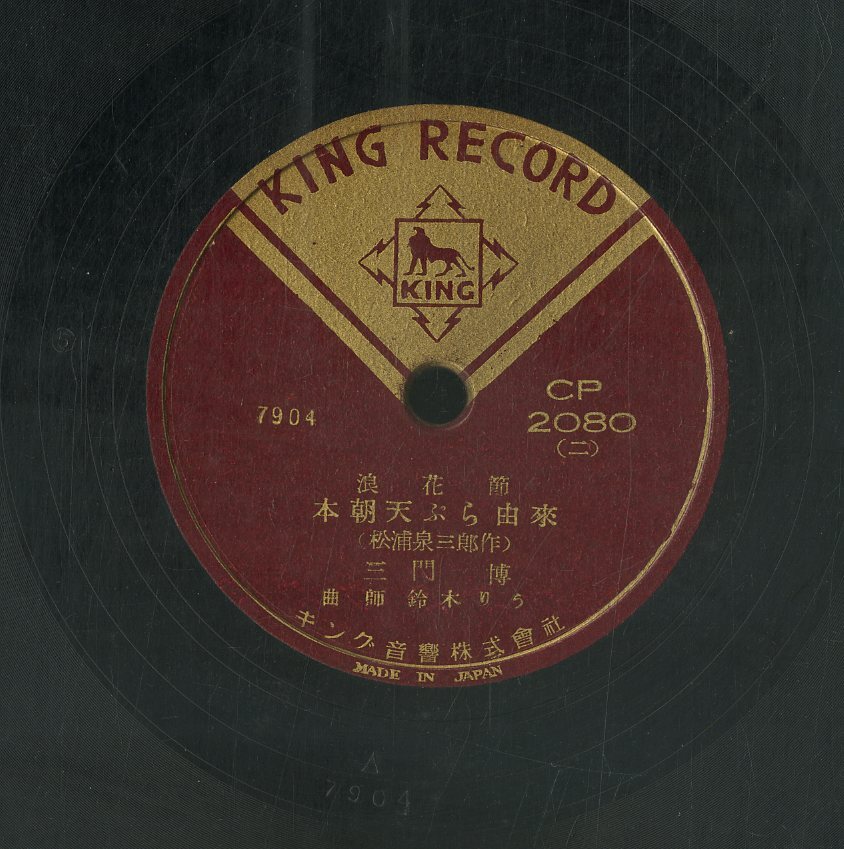 KING RECORD
KING
7904
CP
2080
(二)
浪花節
本朝天ぷら由來
(松浦泉三郎作)
三門 博
曲師 鈴木りう
キング音響株式會社
MADE IN JAPAN
A
7904